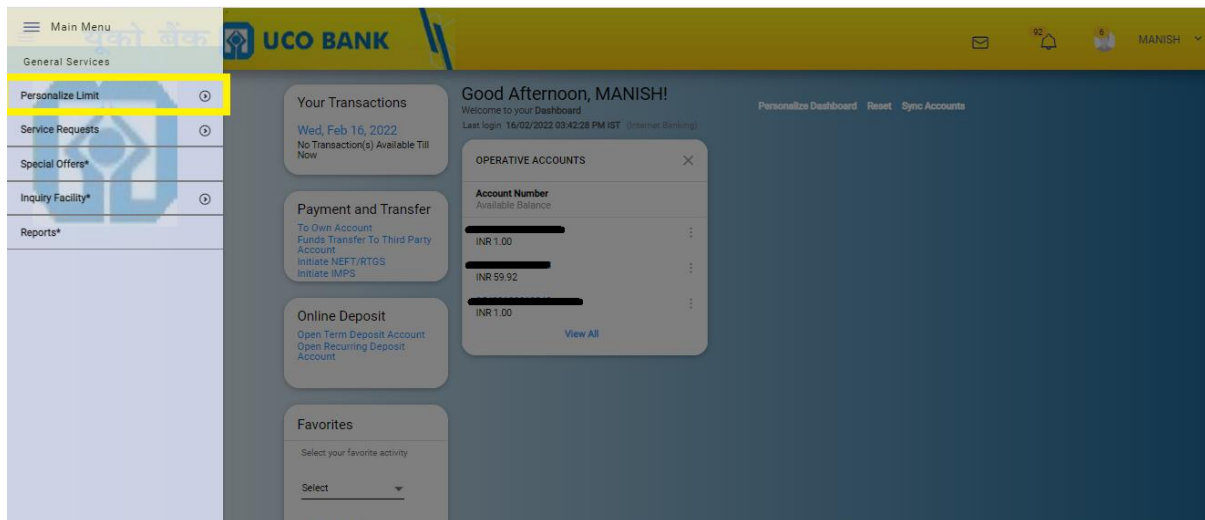 Main Menu
यूको बैंक
UCO BANK
92
6
MANISH
General Services
Personalize Limit
Service Requests
Special Offers*
Inquiry Facility*
Reports*
Your Transactions
Wed, Feb 16, 2022
No Transaction(s) Available Till
Now
Payment and Transfer
To Own Account
Funds Transfer To Third Party
Account
Initiate NEFT/RTGS
Initiate IMPS
Online Deposit
Open Term Deposit Account
Open Recurring Deposit
Account
Favorites
Select your favorite activity
Select
Good Afternoon, MANISH!
Welcome to your Dashboard
Last login 16/02/2022 03:42:28 PM IST (Internet Banking)
Personalize Dashboard Reset Sync Accounts
OPERATIVE ACCOUNTS
Account Number
Available Balance
INR 1.00
INR 59.92
INR 1.00
View All